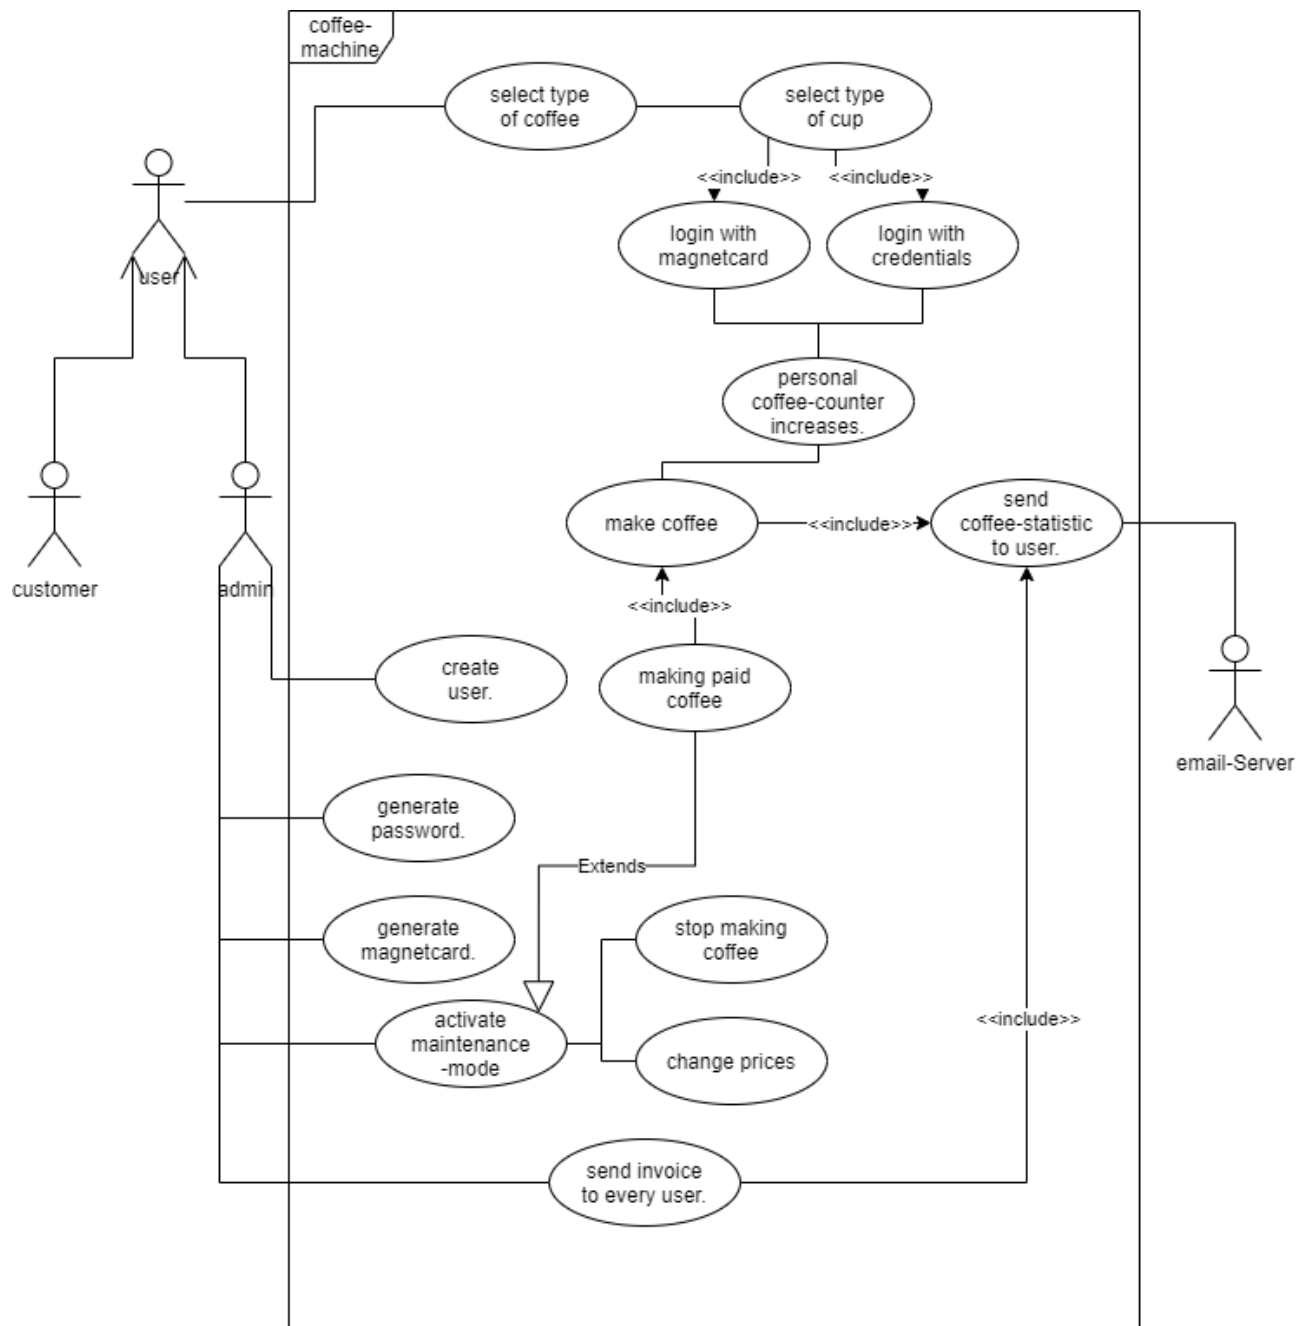 coffee-
machine
select type
of coffee
select type
of cup
<<include>>
<<include>>
login with
magnetcard
login with
credentials
user
personal
coffee-counter
increases.
make coffee
<<include>>
send
coffee-statistic
to user.
customer
admin
<<include>>
create
user.
making paid
coffee
email-Server
generate
password.
Extends
generate
magnetcard.
stop making
coffee
activate
maintenance
-mode
<<include>>
change prices
send invoice
to every user.